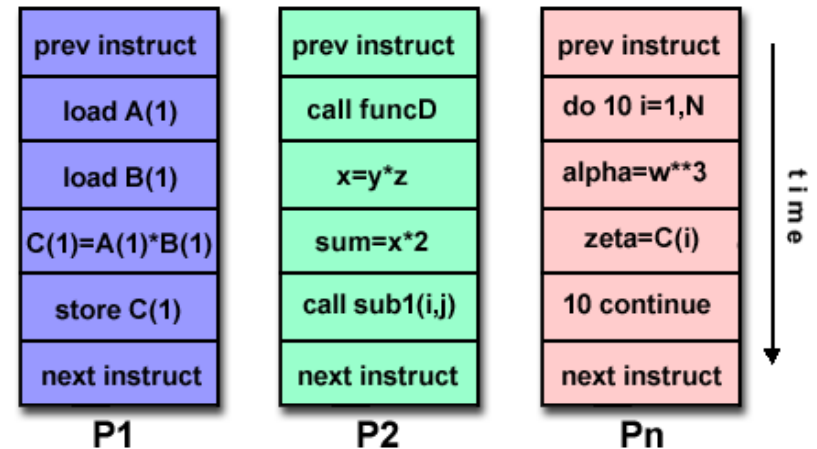 prev instruct
load A(1)
load B(1)
C(1)=A(1)*B(1)
store C(1)
next instruct
P1
prev instruct
call funcD
x=y*z
sum=x*2
call sub1(i,j)
next instruct
P2
prev instruct
do 10 i=1,N
alpha=w**3
zeta=C(i)
10 continue
next instruct
Pn
time